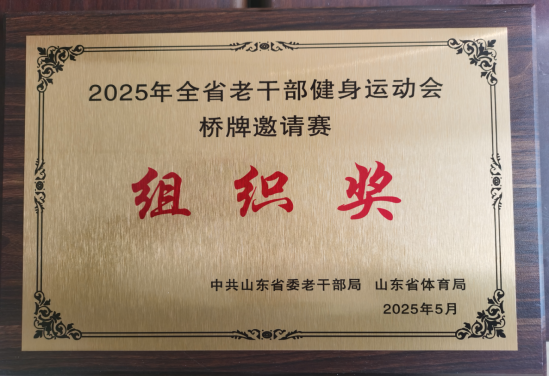 2025年全省老干部健身运动会
桥牌邀请赛
组织奖
中共山东省委老干部局 山东省体育局
2025年5月